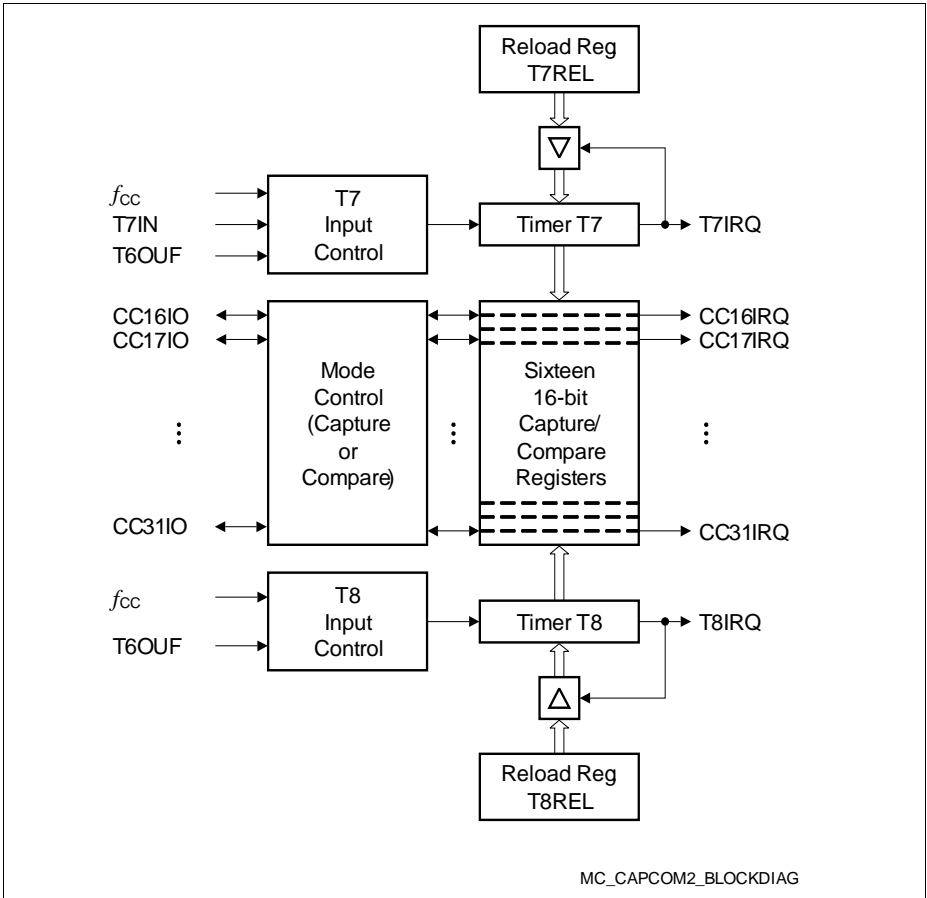 Reload Reg
T7REL
fCC
T7IN
T6OUF
T7
Input
Control
Timer T7
T7IRQ
CC16IO
CC17IO
CC31IO
Mode
Control
(Capture
or
Compare)
Sixteen
16-bit
Capture/
Compare
Registers
CC16IRQ
CC17IRQ
CC31IRQ
fCC
T6OUF
T8
Input
Control
Timer T8
T8IRQ
Reload Reg
T8REL
MC_CAPCOM2_BLOCKDIAG